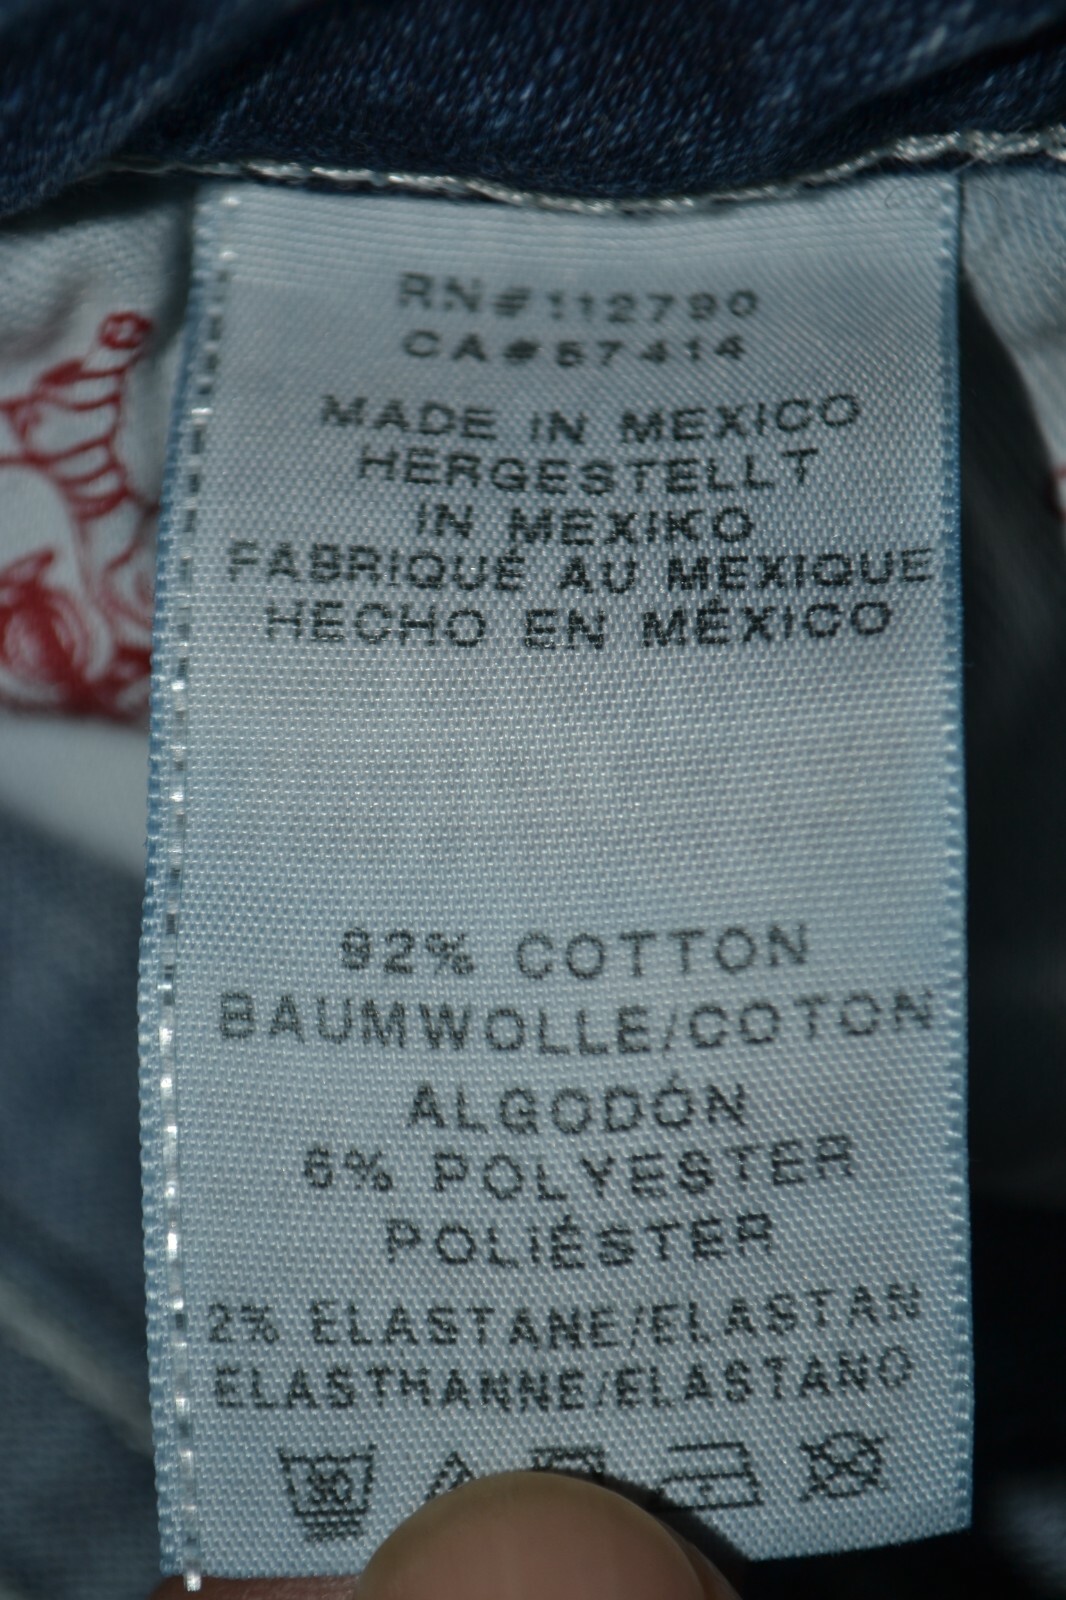 RN#112790
CA#57414
MADE IN MEXICO
HERGESTELLT
IN MEXIKO
FABRIQUÉ AU MEXIQUE
HECHO EN MÉXICO
92% COTTON
BAUMWOLLE/COTON
ALGODÓN
6% POLYESTER
POLIÉSTER
2% ELASTANE/ELASTAN
ELASTHANNE/ELASTANO